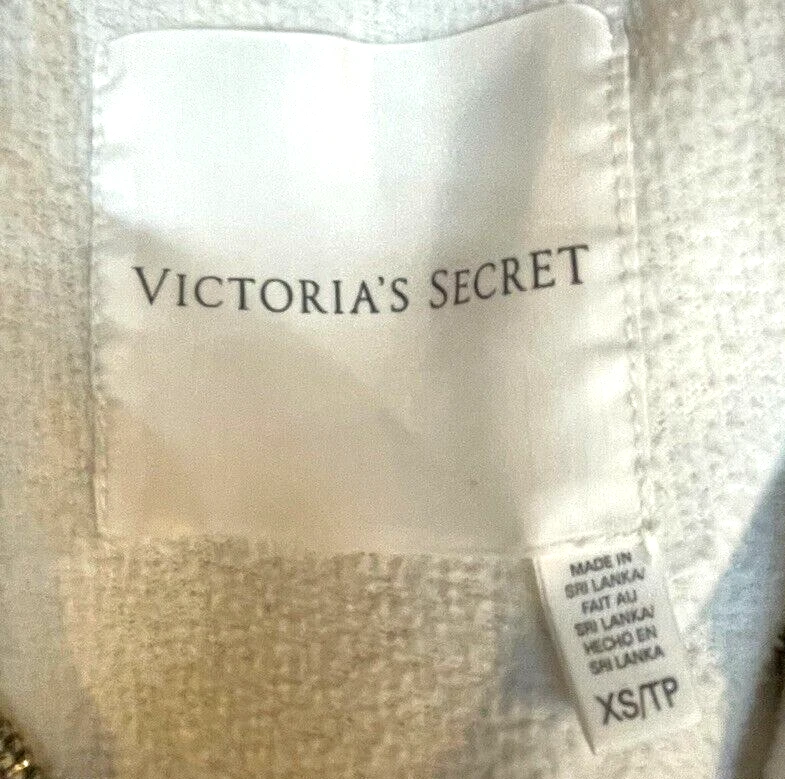 VICTORIA'S SECRET
MADE IN
SRI LANKA/
FAIT AU
SRI LANKA/
HECHO EN
SRI LANKA
XS/TP